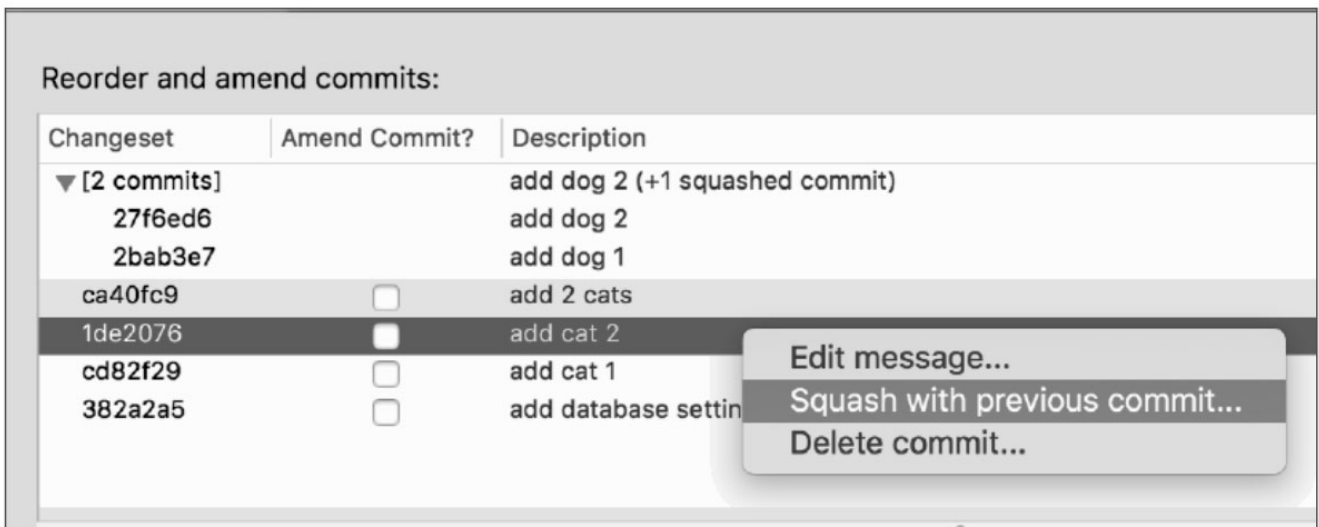 Reorder and amend commits:
Changeset Amend Commit? Description
[2 commits] add dog 2 (+1 squashed commit)
27f6ed6 add dog 2
2bab3e7 add dog 1
ca40fc9 add 2 cats
1de2076 add cat 2
Edit message...
cd82f29 add cat 1
Squash with previous commit...
382a2a5 add database settin
Delete commit...